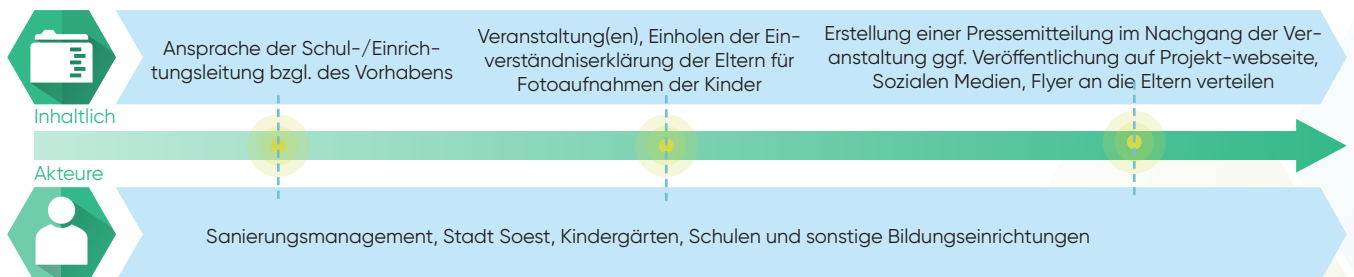 Ansprache der Schul-/Einrich-
tungsleitung bzgl. des Vorhabens
Veranstaltung(en), Einholen der Ein-
verständniserklärung der Eltern für
Fotoaufnahmen der Kinder
Erstellung einer Pressemitteilung im Nachgang der Ver-
anstaltung ggf. Veröffentlichung auf Projekt-webseite,
Sozialen Medien, Flyer an die Eltern verteilen
Inhaltlich
Akteure
Sanierungsmanagement, Stadt Soest, Kindergärten, Schulen und sonstige Bildungseinrichtungen